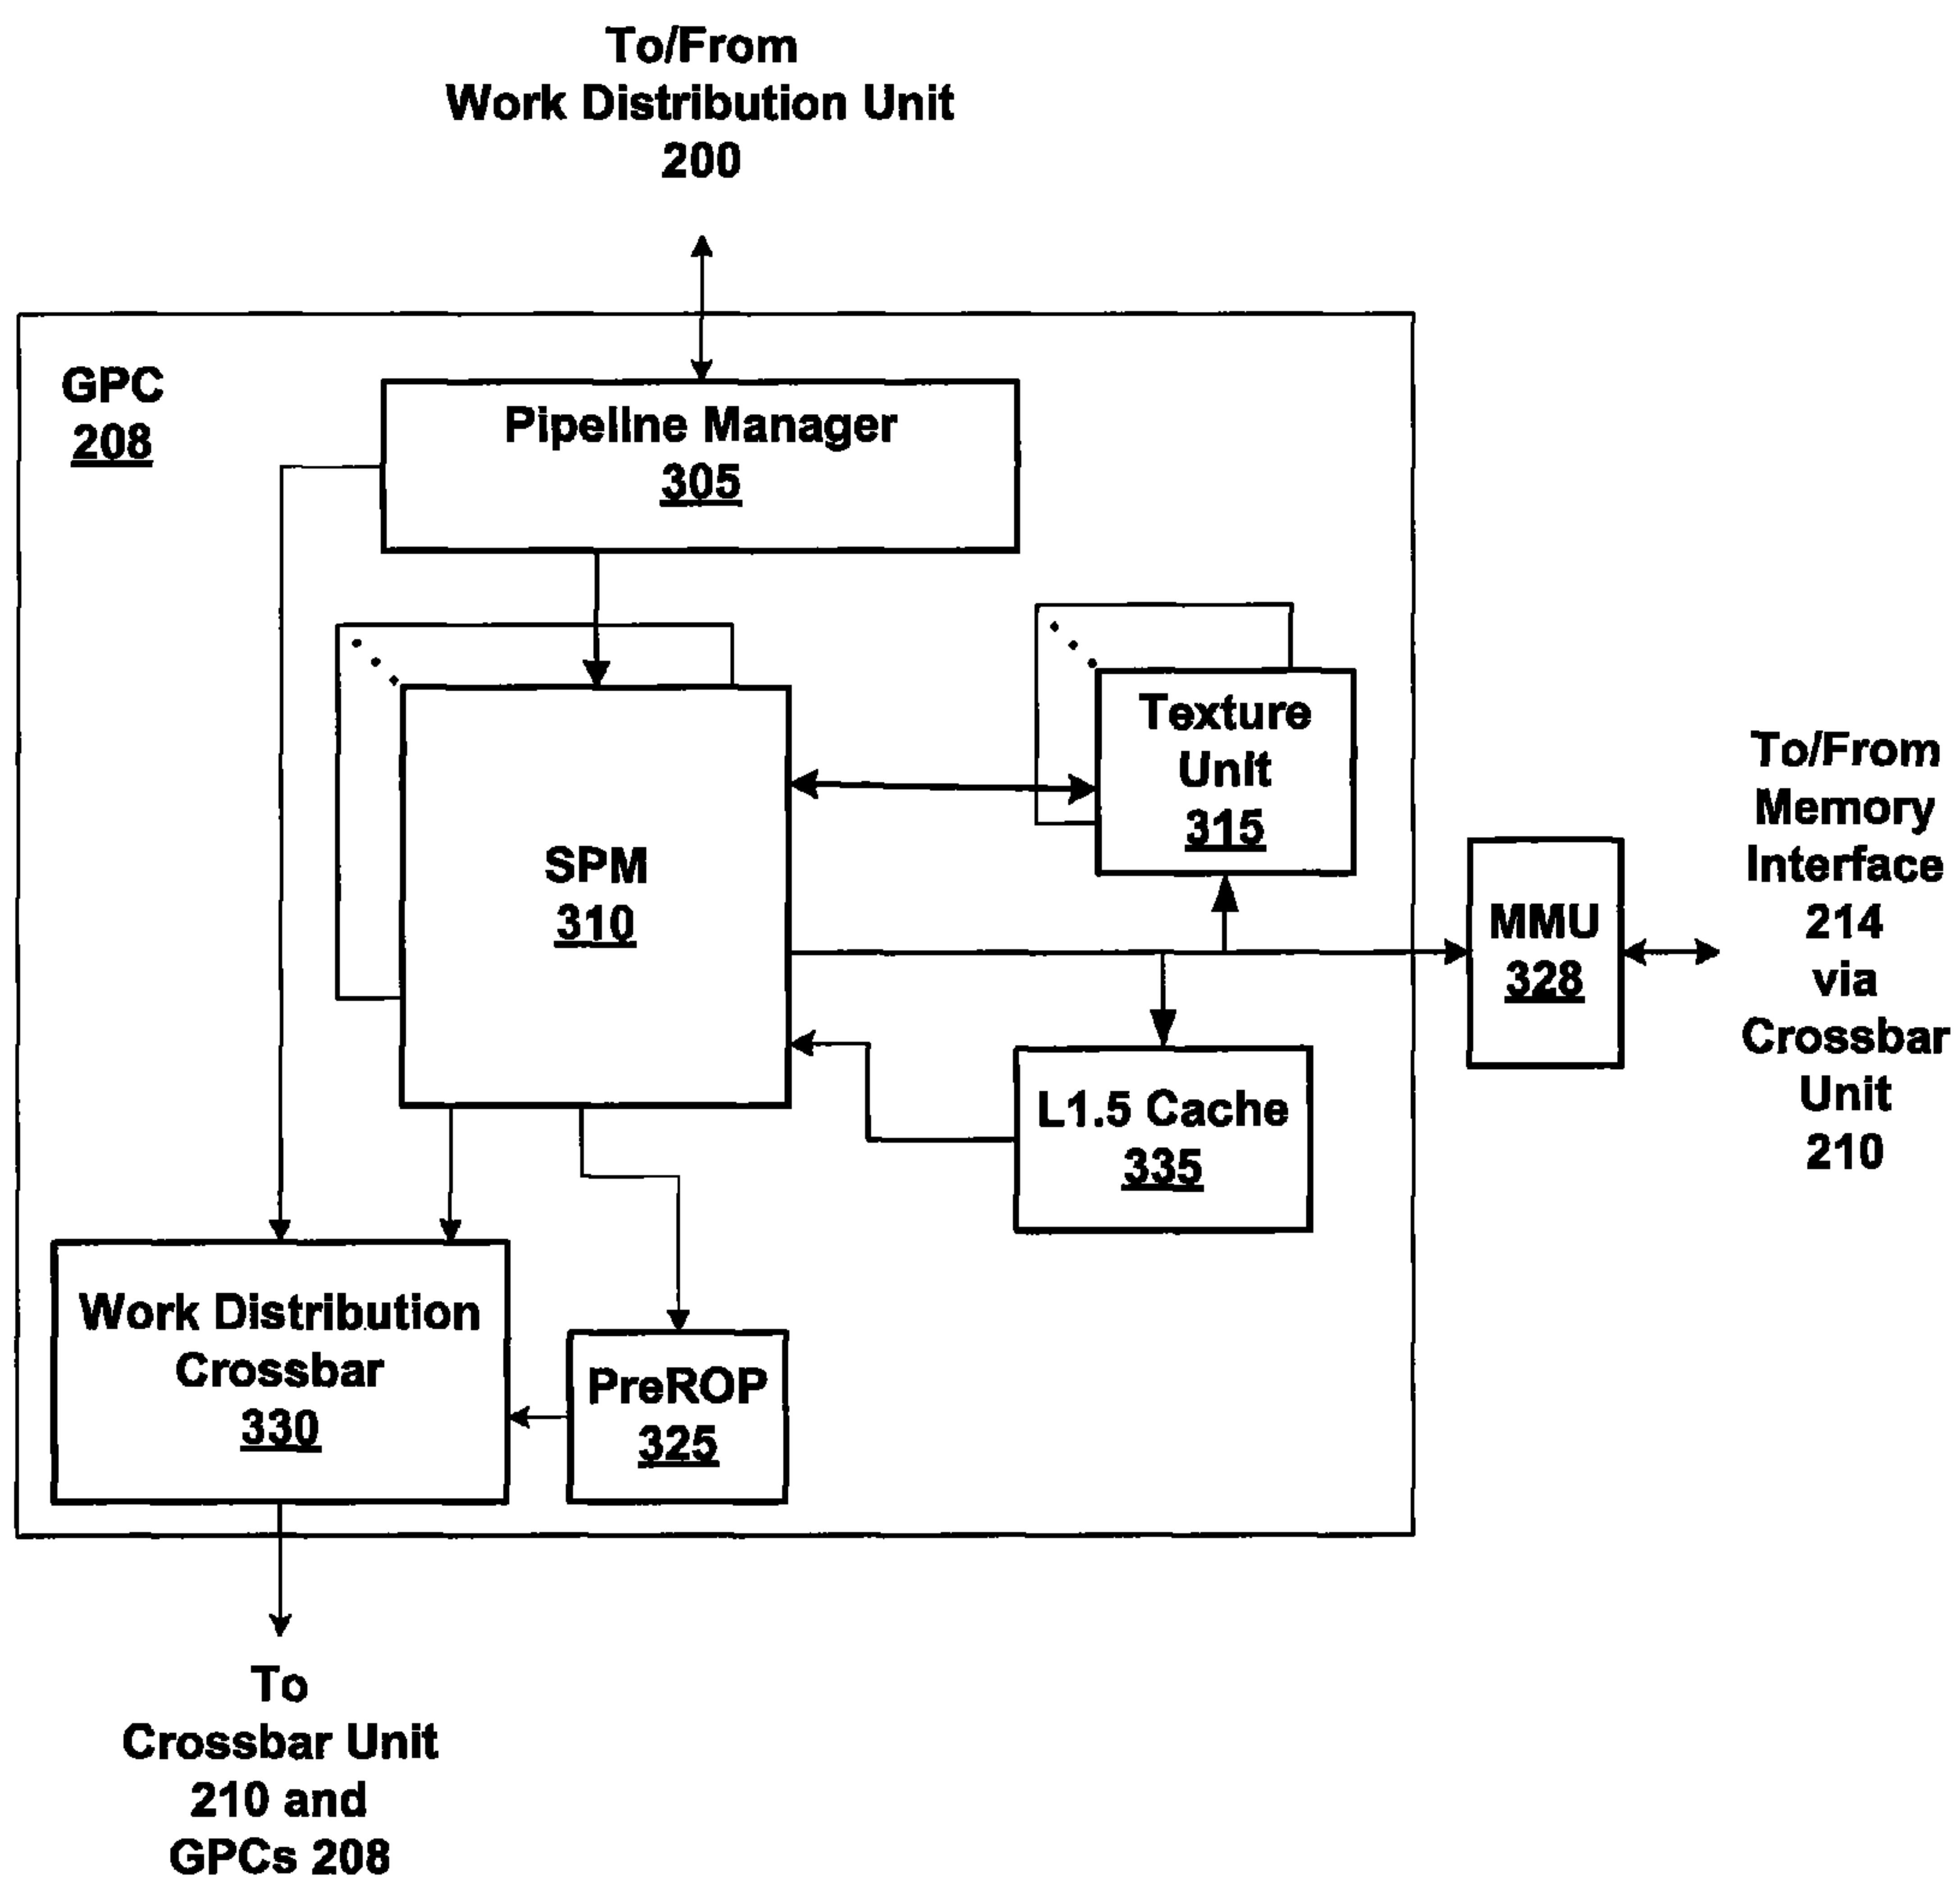 To/From
Work Distribution Unit
200
GPC
208
Pipeline Manager
305
Texture
Unit
315
SPM
310
To/From
Memory
Interface
214
via
Crossbar
Unit
210
MMU
328
L1.5 Cache
335
Work Distribution
Crossbar
330
PreROP
325
To
Crossbar Unit
210 and
GPCs 208